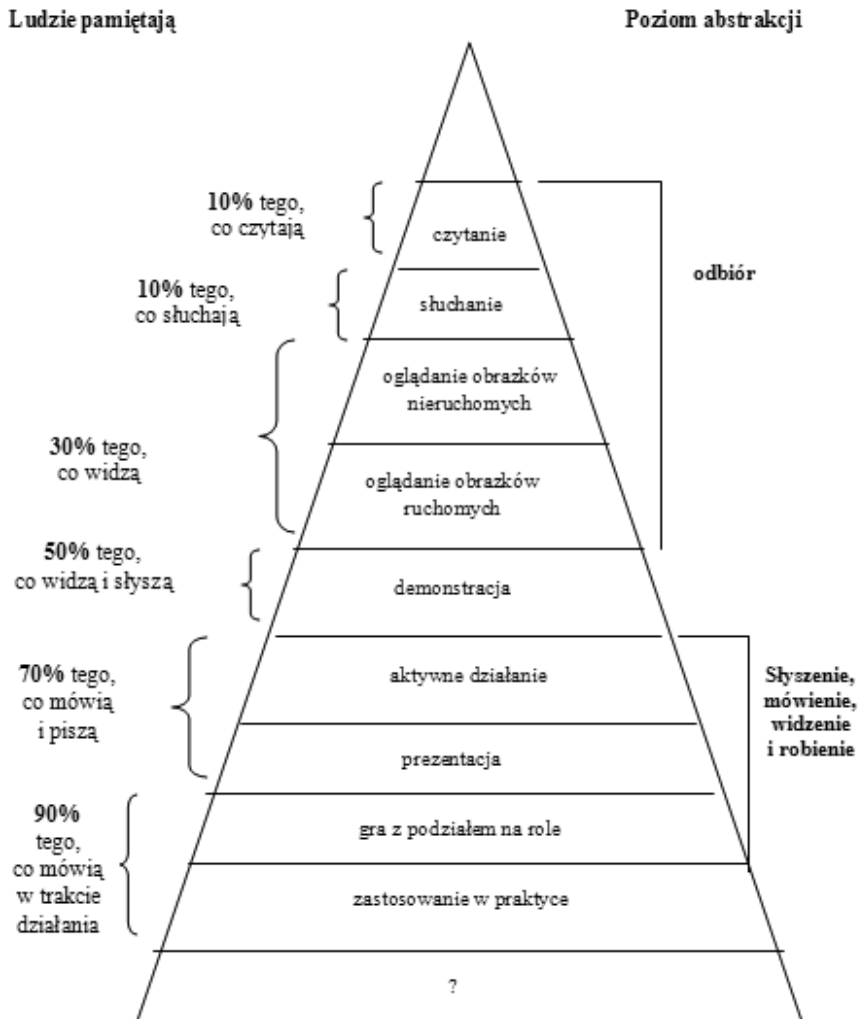 Ludzie pamiętają
Poziom abstrakcji
10% tego,
co czytają
czytanie
odbiór
10% tego,
co słuchają
słuchanie
oglądanie obrazków
nieruchomych
30% tego,
co widzą
oglądanie obrazków
ruchomych
50% tego,
co widzą i słyszą
demonstracja
70% tego,
co mówią
i piszą
aktywne działanie
Słyszenie,
mówienie,
widzenie
i robienie
prezentacja
90%
tego,
co mówią
w trakcie
działania
gra z podziałem na role
zastosowanie w praktyce
?